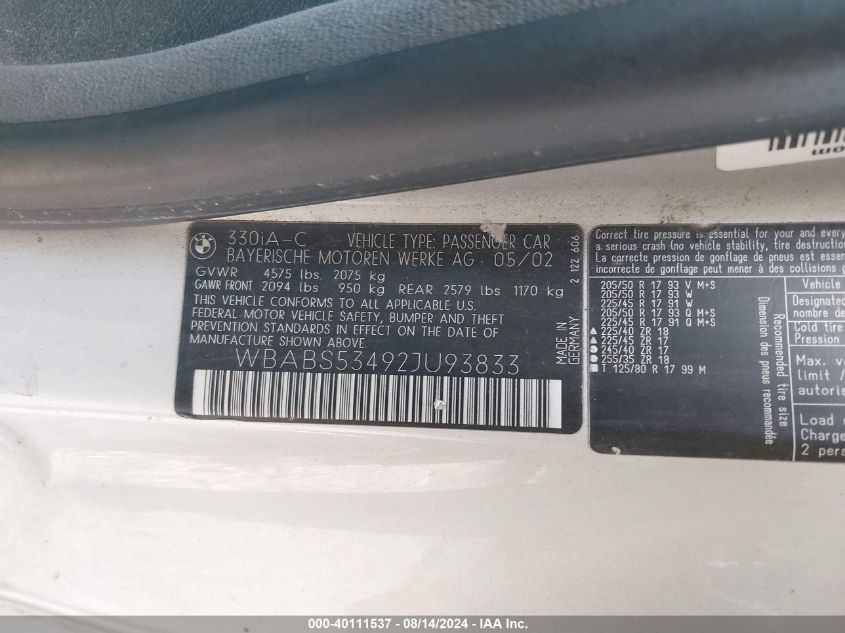 330iA-C VEHICLE TYPE: PASSENGER CAR
BAYERISCHE MOTOREN WERKE AG 05/02
GVWR 4575 lbs. 2075 kg
GAWR FRONT 2094 lbs 950 kg REAR 2579 lbs 1170 kg
THIS VEHICLE CONFORMS TO ALL APPLICABLE U.S.
FEDERAL MOTOR VEHICLE SAFETY, BUMPER AND THEFT
PREVENTION STANDARDS IN EFFECT ON THE DATE OF
MANUFACTURE SHOWN ABOVE.
WBABS53492JU93833
2 122 606
MADE IN
GERMANY
Correct tire pressure is essential for your and every
a serious crash (no vehicle stability, tire destruction
La correcte pression de gonflage de pneus est essen
incorrecte de gonflage peut mener à des accidents
205/50 R 17 93 V M+S
205/50 R 17 93 W
225/45 R 17 91 W
205/50 R 17 93 Q M+S
225/45 R 17 91 Q M+S
225/40 ZR 18
225/45 ZR 17
245/40 ZR 17
255/35 ZR 18
T 125/80 R 17 99 M
Recommended tire size
Dimension des pneus recommandée
Vehicle
Designated
nombre de
Cold tire
Pression
Max. v
limit /
autoris
Load
Charge
2 pers
000-40111537 - 08/14/2024 - IAA Inc.